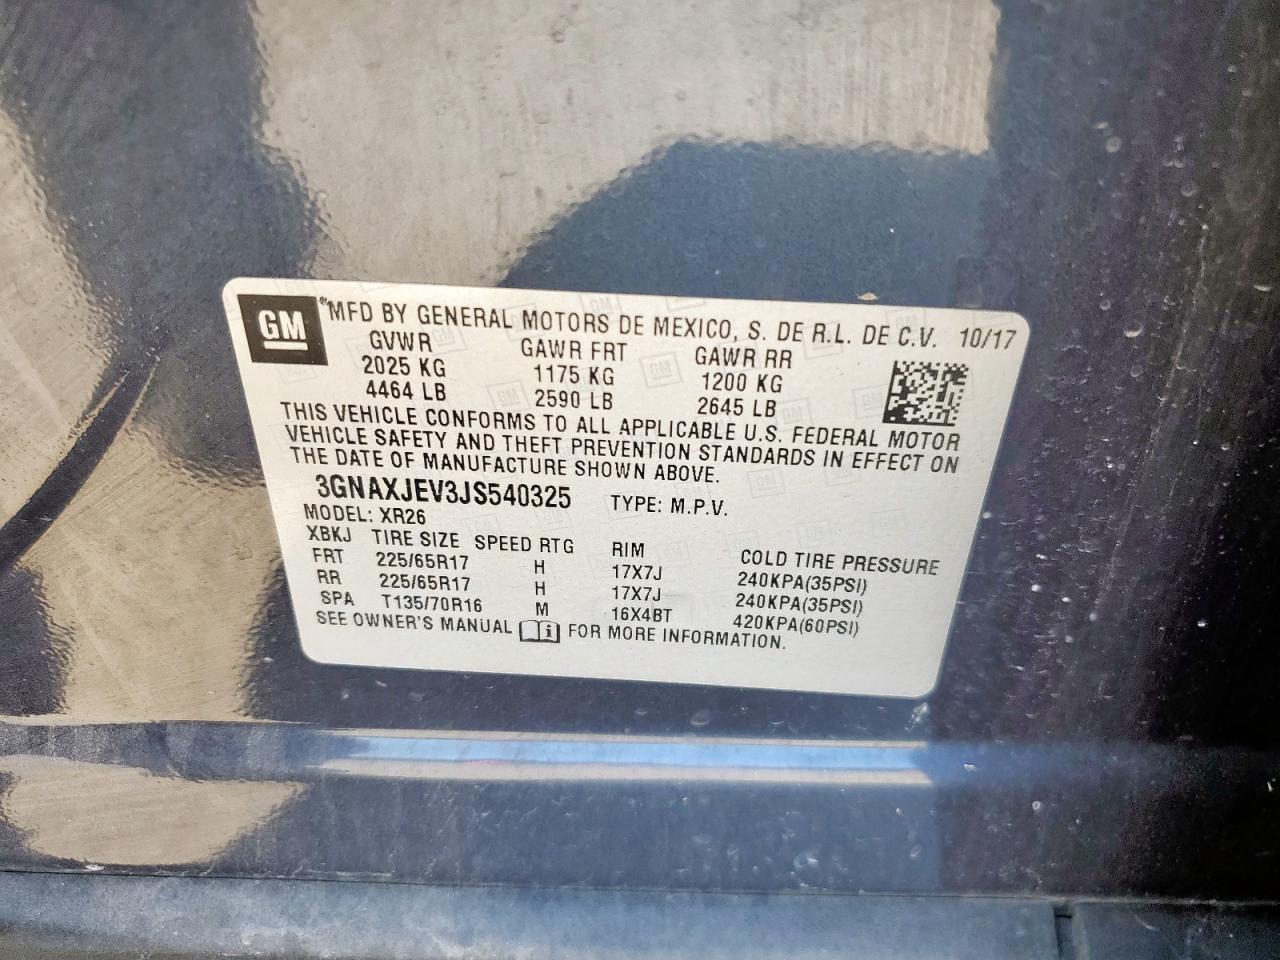 GM ® MFD BY GENERAL MOTORS DE MEXICO, S. DE R.L. DE C.V. 10/17
GVWR GAWR FRT GAWR RR
2025 KG 1175 KG 1200 KG
4464 LB 2590 LB 2645 LB
THIS VEHICLE CONFORMS TO ALL APPLICABLE U.S. FEDERAL MOTOR
VEHICLE SAFETY AND THEFT PREVENTION STANDARDS IN EFFECT ON
THE DATE OF MANUFACTURE SHOWN ABOVE.
3GNAXJEV3JS540325 TYPE: M.P.V.
MODEL: XR26
XBKJ TIRE SIZE SPEED RTG RIM COLD TIRE PRESSURE
FRT 225/65R17 H 17X7J 240KPA(35PSI)
RR 225/65R17 H 17X7J 240KPA(35PSI)
SPA T135/70R16 M 16X4BT 420KPA(60PSI)
SEE OWNER'S MANUAL i FOR MORE INFORMATION.